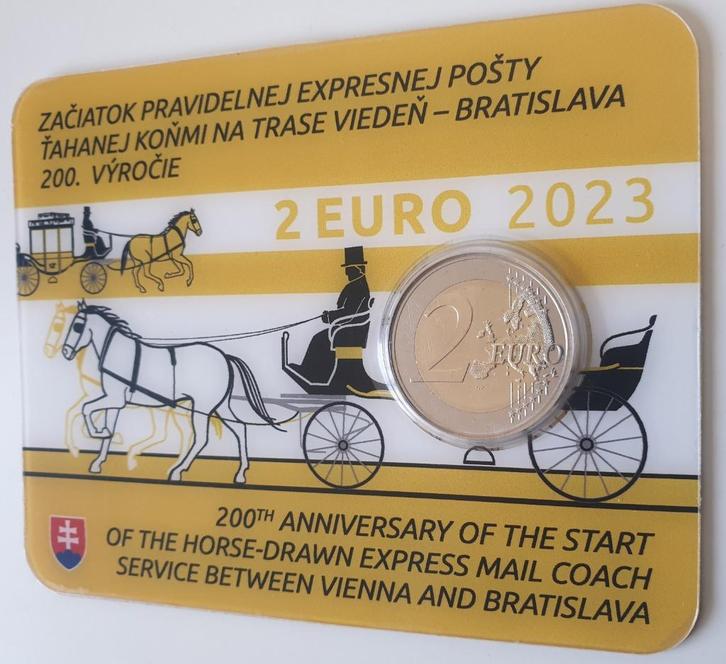 ZAČIATOK PRAVIDELNEJ EXPRESNEJ POŠTY
ŤAHANEJ KOŇMI NA TRASE VIEDEŇ – BRATISLAVA
200. VÝROČIE
2 EURO 2023
2 EURO
200TH ANNIVERSARY OF THE START
OF THE HORSE-DRAWN EXPRESS MAIL COACH
SERVICE BETWEEN VIENNA AND BRATISLAVA